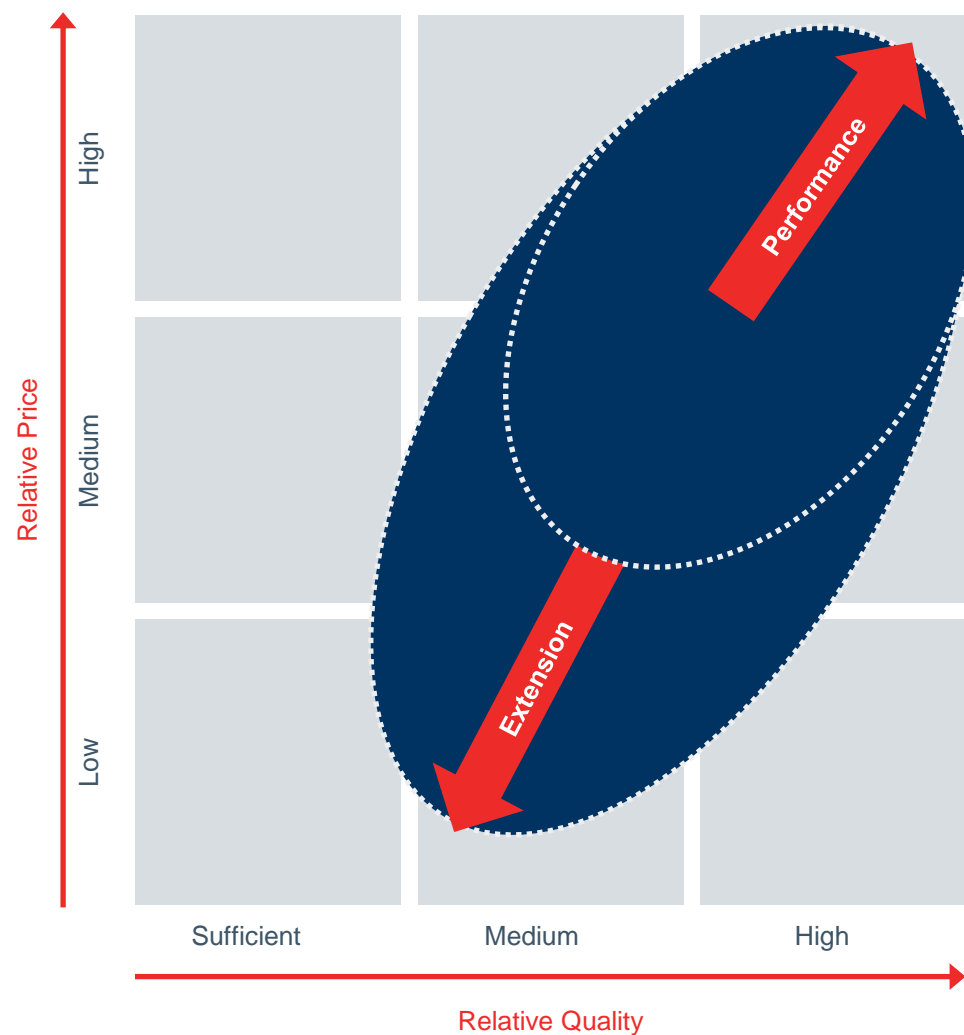 High
Performance
Relative Price
Medium
Extension
Low
Sufficient
Medium
High
Relative Quality